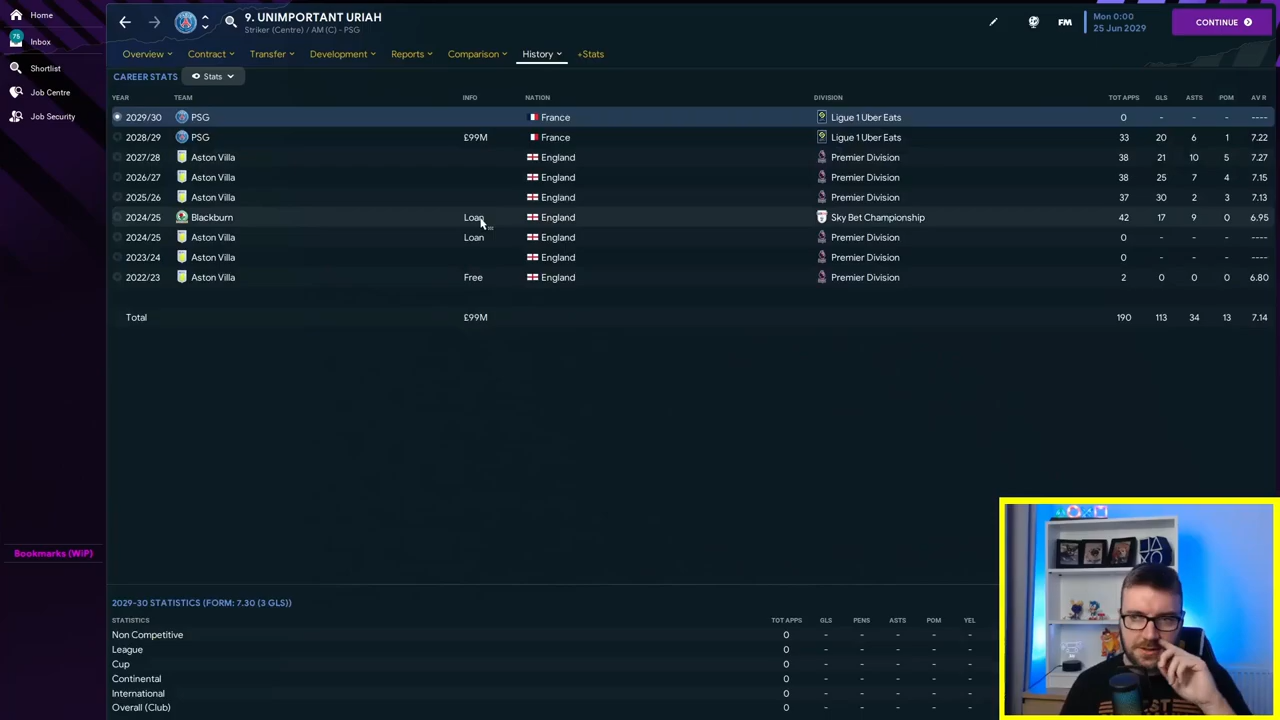 Home
75
Inbox
Shortlist
Job Centre
Job Security
Bookmarks (WiP)
9. UNIMPORTANT URIAH
Striker (Centre) / AM (C) - PSG
FM
Mon 0:00
25 Jun 2029
CONTINUE
Overview Contract Transfer Development Reports Comparison History +Stats
CAREER STATS Stats
YEAR TEAM INFO NATION DIVISION TOT APPS GLS ASTS POM AV R
2029/30 PSG France Ligue 1 Uber Eats 0 - - - ----
2028/29 PSG £99M France Ligue 1 Uber Eats 33 20 6 1 7.22
2027/28 Aston Villa England Premier Division 38 21 10 5 7.27
2026/27 Aston Villa England Premier Division 38 25 7 4 7.15
2025/26 Aston Villa England Premier Division 37 30 2 3 7.13
2024/25 Blackburn Loan England Sky Bet Championship 42 17 9 0 6.95
2024/25 Aston Villa Loan England Premier Division 0 - - - ----
2023/24 Aston Villa England Premier Division 0 - - - ----
2022/23 Aston Villa Free England Premier Division 2 0 0 0 6.80
Total £99M 190 113 34 13 7.14
2029-30 STATISTICS (FORM: 7.30 (3 GLS))
STATISTICS TOT APPS GLS PENS ASTS POM YEL
Non Competitive 0 - - - - -
League 0 - - - - -
Cup 0 - - - - -
Continental 0 - - - - -
International 0 - - - - -
Overall (Club) 0 - - - - -